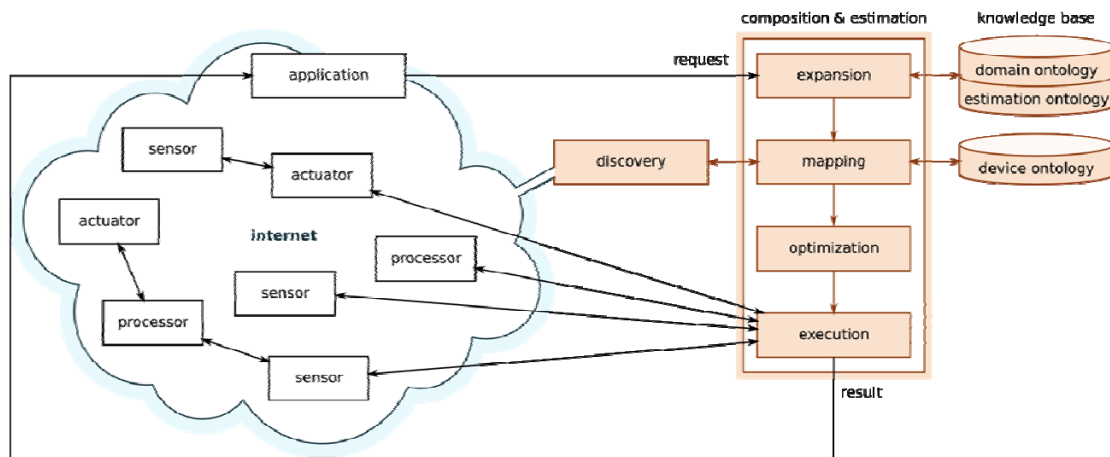 composition & estimation
knowledge base
application
request
expansion
domain ontology
estimation ontology
sensor
actuator
discovery
mapping
device ontology
actuator
internet
processor
optimization
sensor
processor
execution
sensor
result